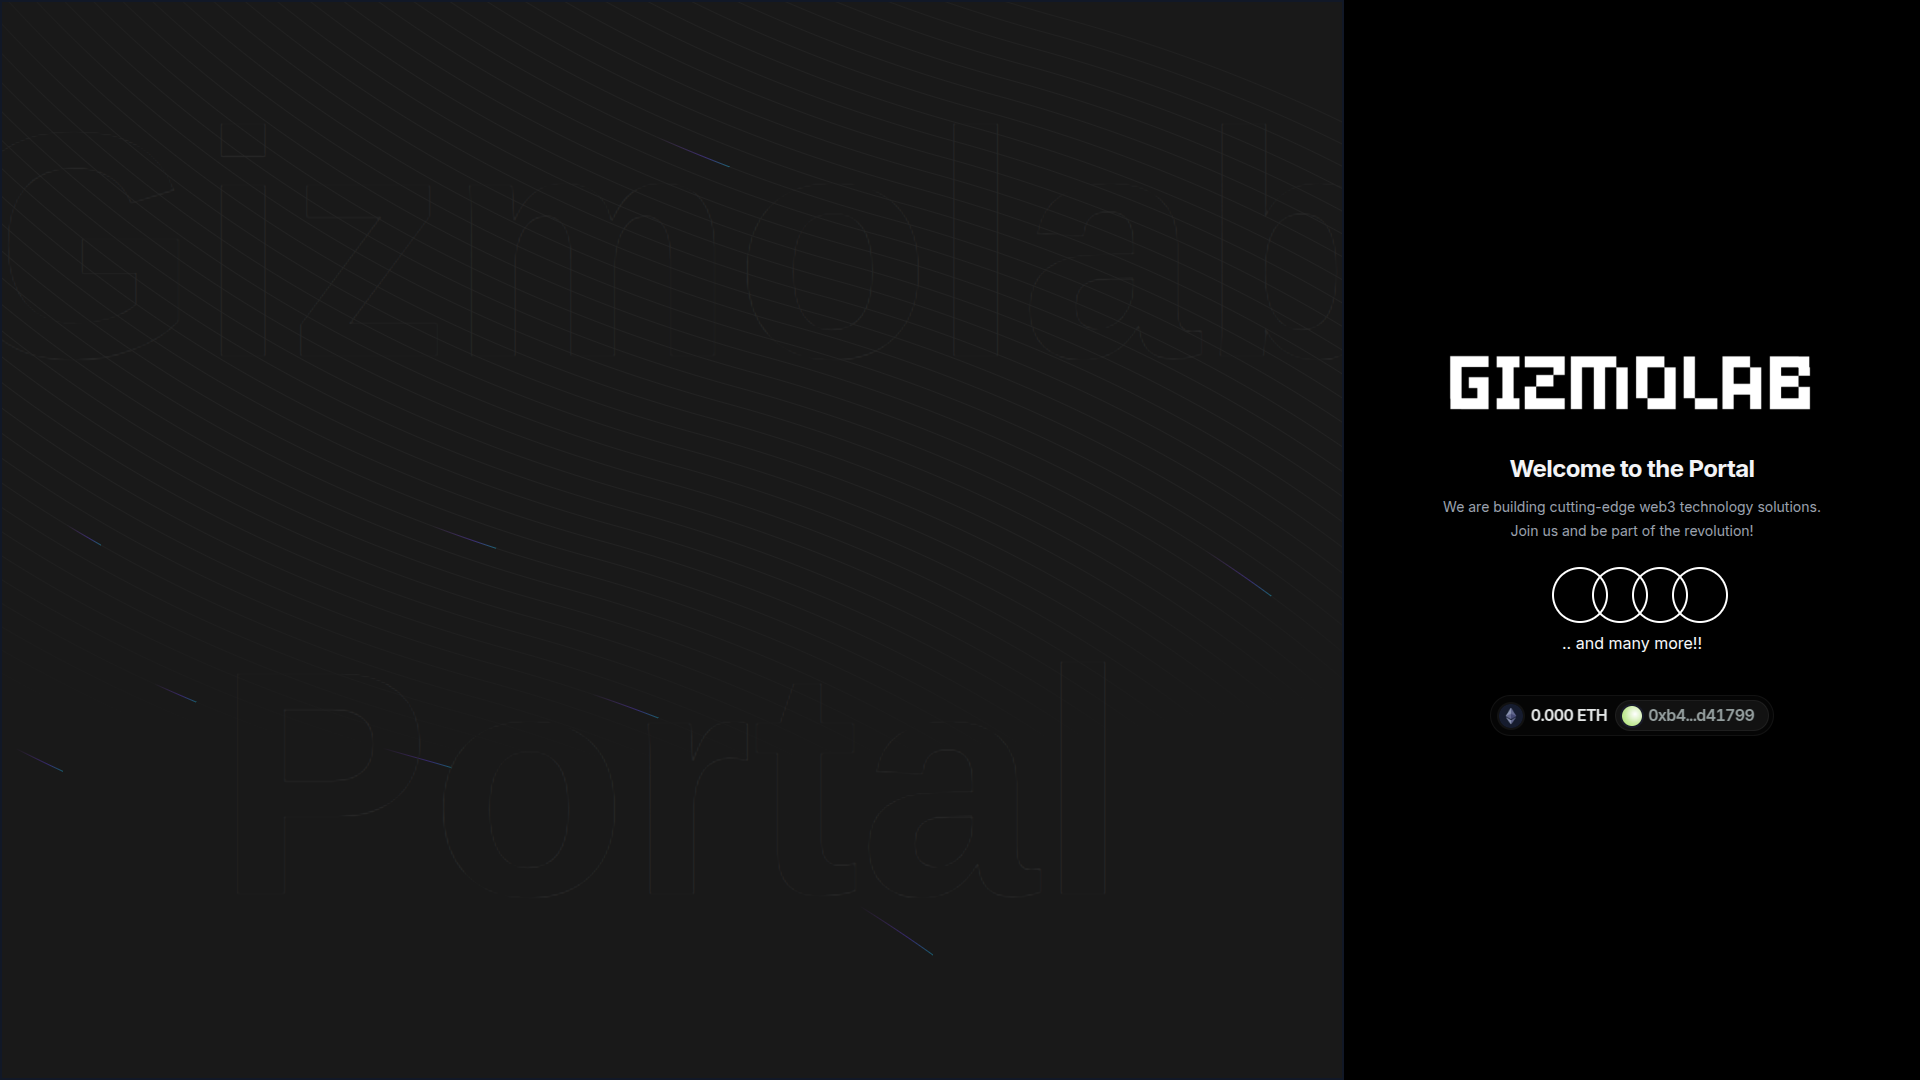 Gizmolab
Portal
GIZMOLAB
Welcome to the Portal
We are building cutting-edge web3 technology solutions.
Join us and be part of the revolution!
.. and many more!!
0.000 ETH
0xb4...d41799